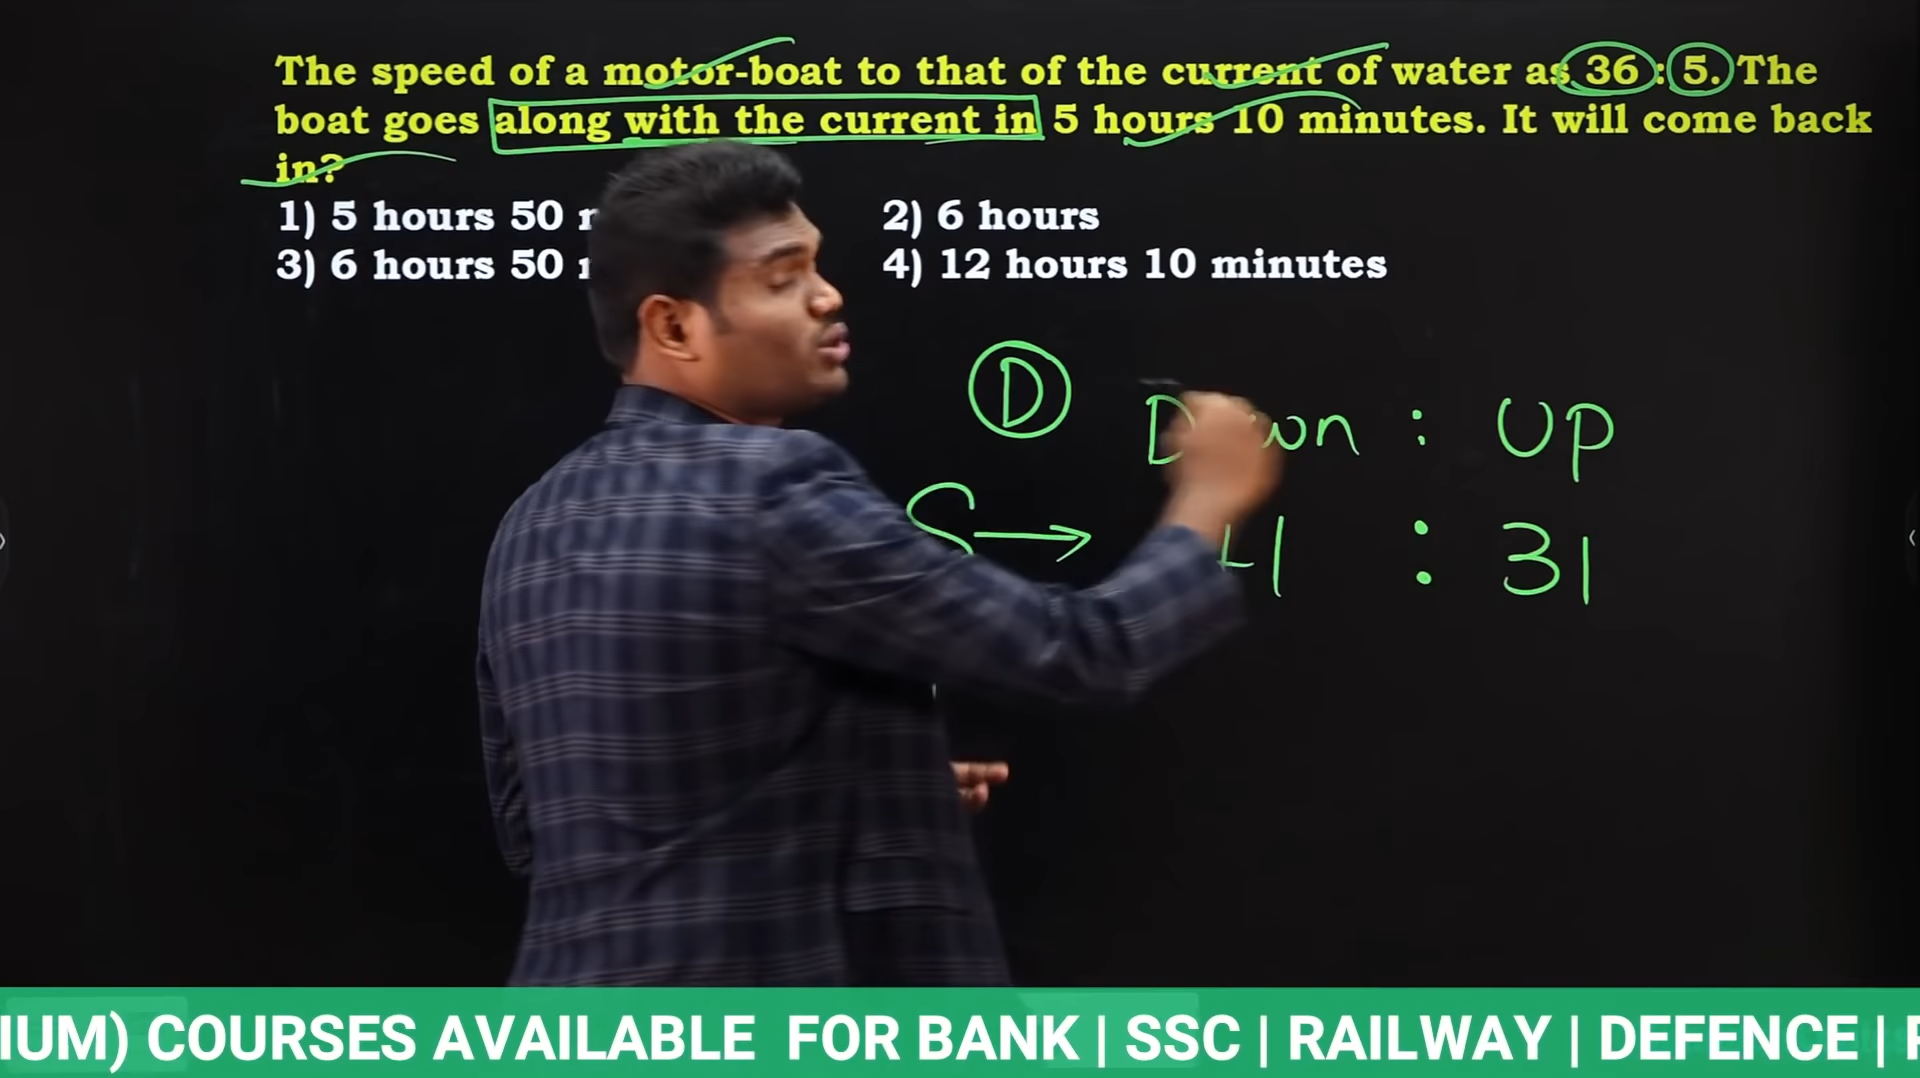 The speed of a motor-boat to that of the current of water as 36 : 5. The
boat goes along with the current in 5 hours 10 minutes. It will come back
in?
1) 5 hours 50
2) 6 hours
3) 6 hours 50
4) 12 hours 10 minutes
D
: Up
S → : 31
COURSES AVAILABLE FOR BANK | SSC | RAILWAY | DEFENCE |